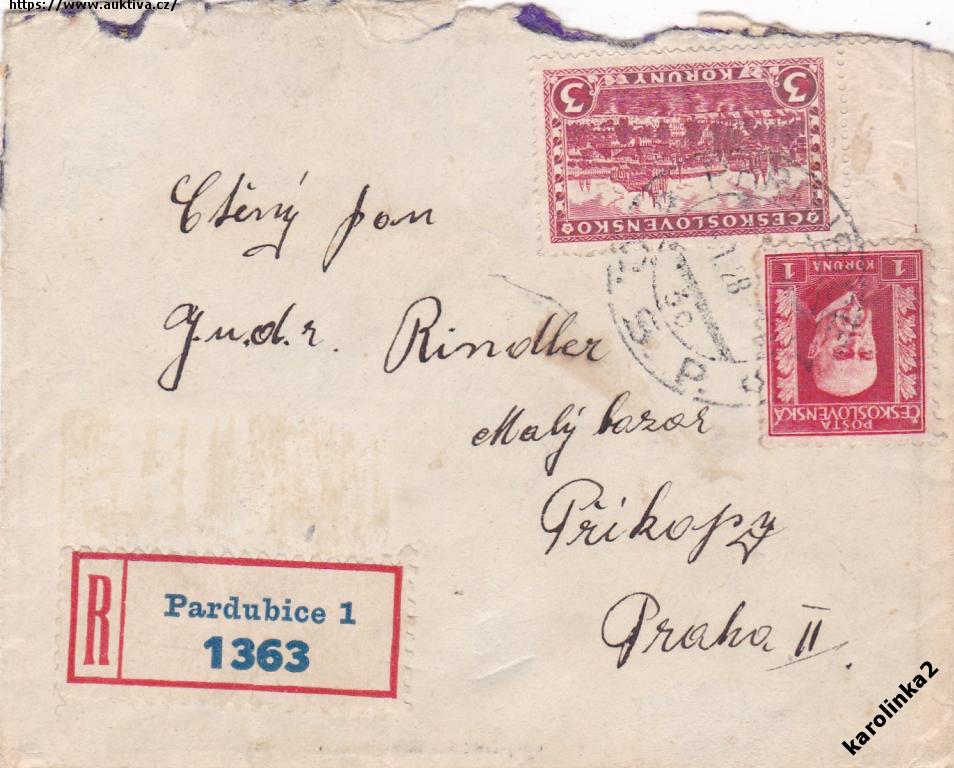 https://www.auktiva.cz/
3 KORUNY 3
ČESKOSLOVENSKO
1 KORUNA 1
POŠTA
ČESKOSLOVENSKÁ
Ctěný pan
J.u.d.r. Rindler
Malý bazar
Příkopy
Praha II.
R
Pardubice 1
1363
karolinka2